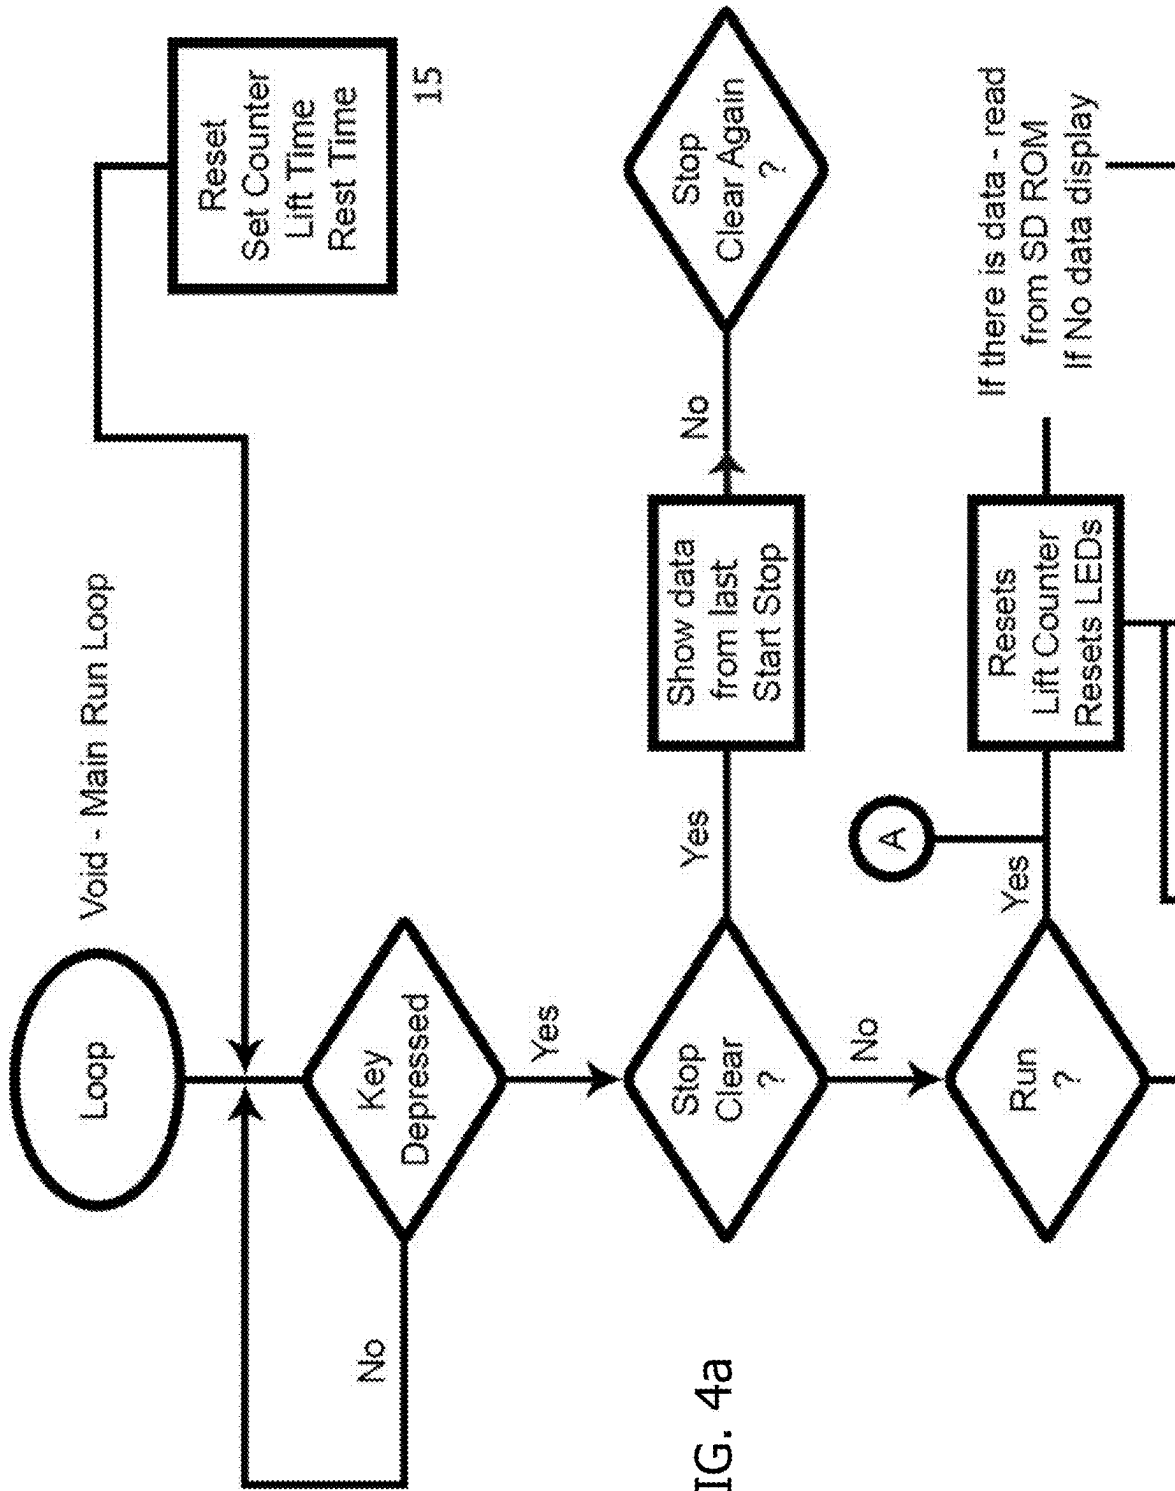 Loop
Void - Main Run Loop
Reset
Set Counter
Lift Time
Rest Time
15
Key
Depressed
No
Yes
Stop
Clear
?
Yes
Show data
from last
Start Stop
No
Stop
Clear Again
?
No
Run
?
Yes
A
Resets
Lift Counter
Resets LEDs
If there is data - read
from SD ROM
If No data display
IG. 4a